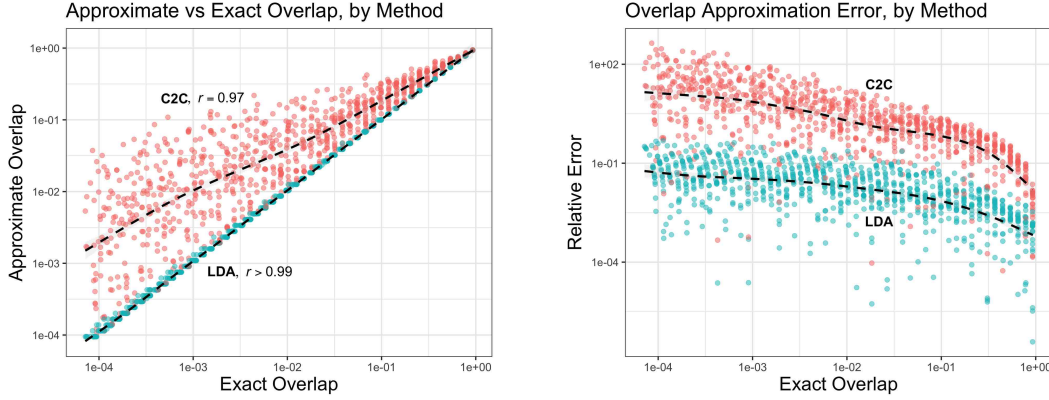 Approximate vs Exact Overlap, by Method
Approximate Overlap
1e+00
1e-01
1e-02
1e-03
1e-04
C2C, r = 0.97
LDA, r > 0.99
1e-04 1e-03 1e-02 1e-01 1e+00
Exact Overlap
Overlap Approximation Error, by Method
Relative Error
1e+02
1e-01
1e-04
C2C
LDA
1e-04 1e-03 1e-02 1e-01 1e+00
Exact Overlap